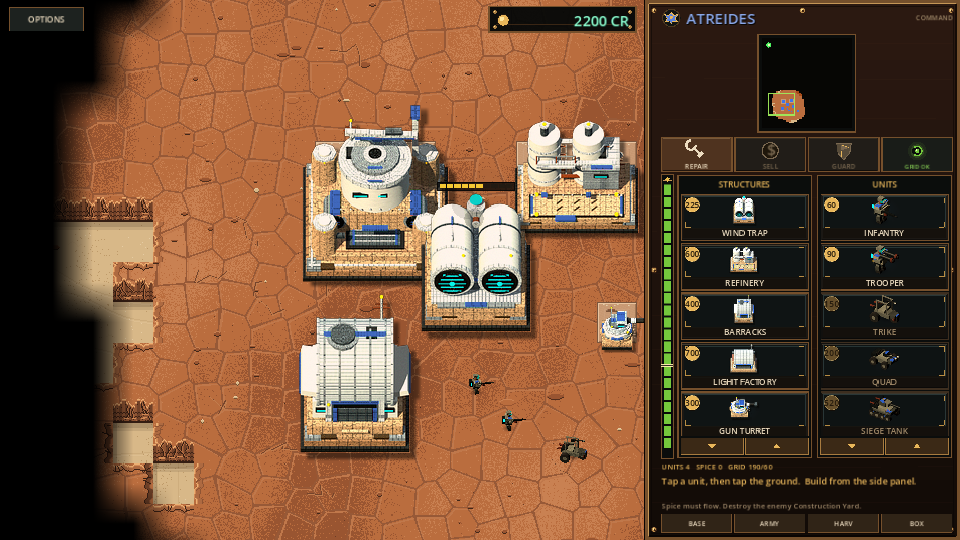 OPTIONS
2200 CR
ATREIDES
COMMAND
REPAIR
SELL
GUARD
GRID OK
STRUCTURES
UNITS
225
WIND TRAP
60
INFANTRY
600
REFINERY
90
TROOPER
400
BARRACKS
150
TRIKE
700
LIGHT FACTORY
200
QUAD
300
GUN TURRET
SIEGE TANK
UNITS 4 SPICE 0 GRID 190/60
Tap a unit, then tap the ground. Build from the side panel.
Spice must flow. Destroy the enemy Construction Yard.
BASE
ARMY
HARV
BOX